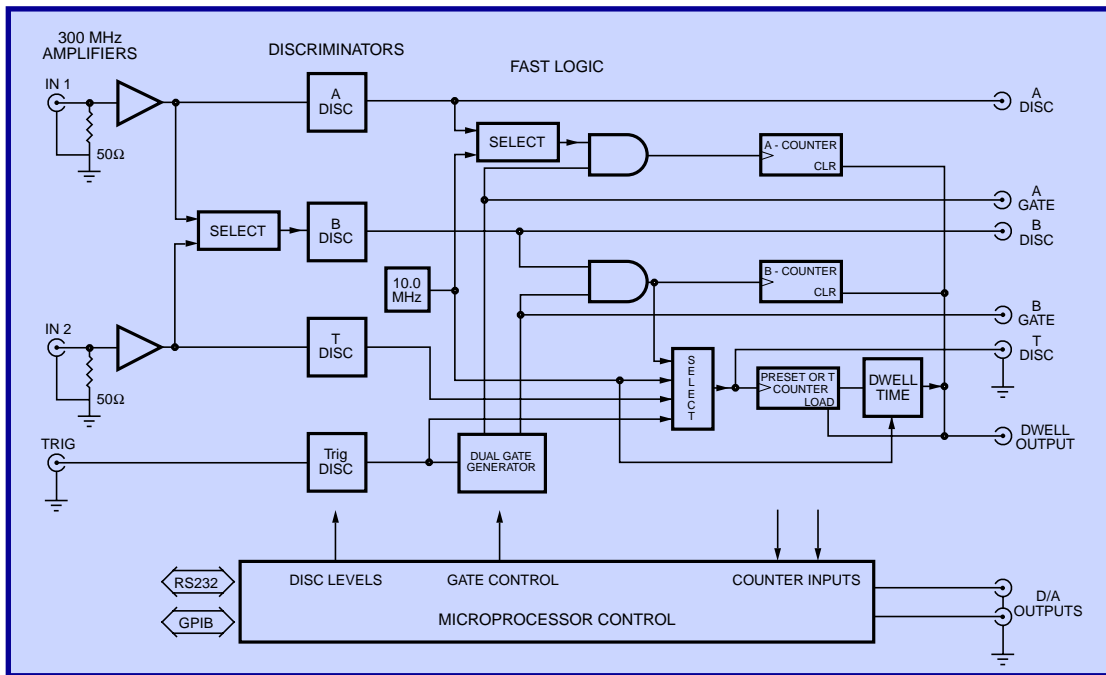 300 MHz
AMPLIFIERS
DISCRIMINATORS
FAST LOGIC
IN 1
50Ω
A
DISC
SELECT
A - COUNTER
CLR
A
DISC
A
GATE
SELECT
B
DISC
B
DISC
10.0
MHz
B - COUNTER
CLR
B
GATE
IN 2
50Ω
T
DISC
SELECT
PRESET OR T
COUNTER
LOAD
DWELL
TIME
T
DISC
DWELL
OUTPUT
TRIG
Trig
DISC
DUAL GATE
GENERATOR
RS232
GPIB
DISC LEVELS
GATE CONTROL
COUNTER INPUTS
MICROPROCESSOR CONTROL
D/A
OUTPUTS